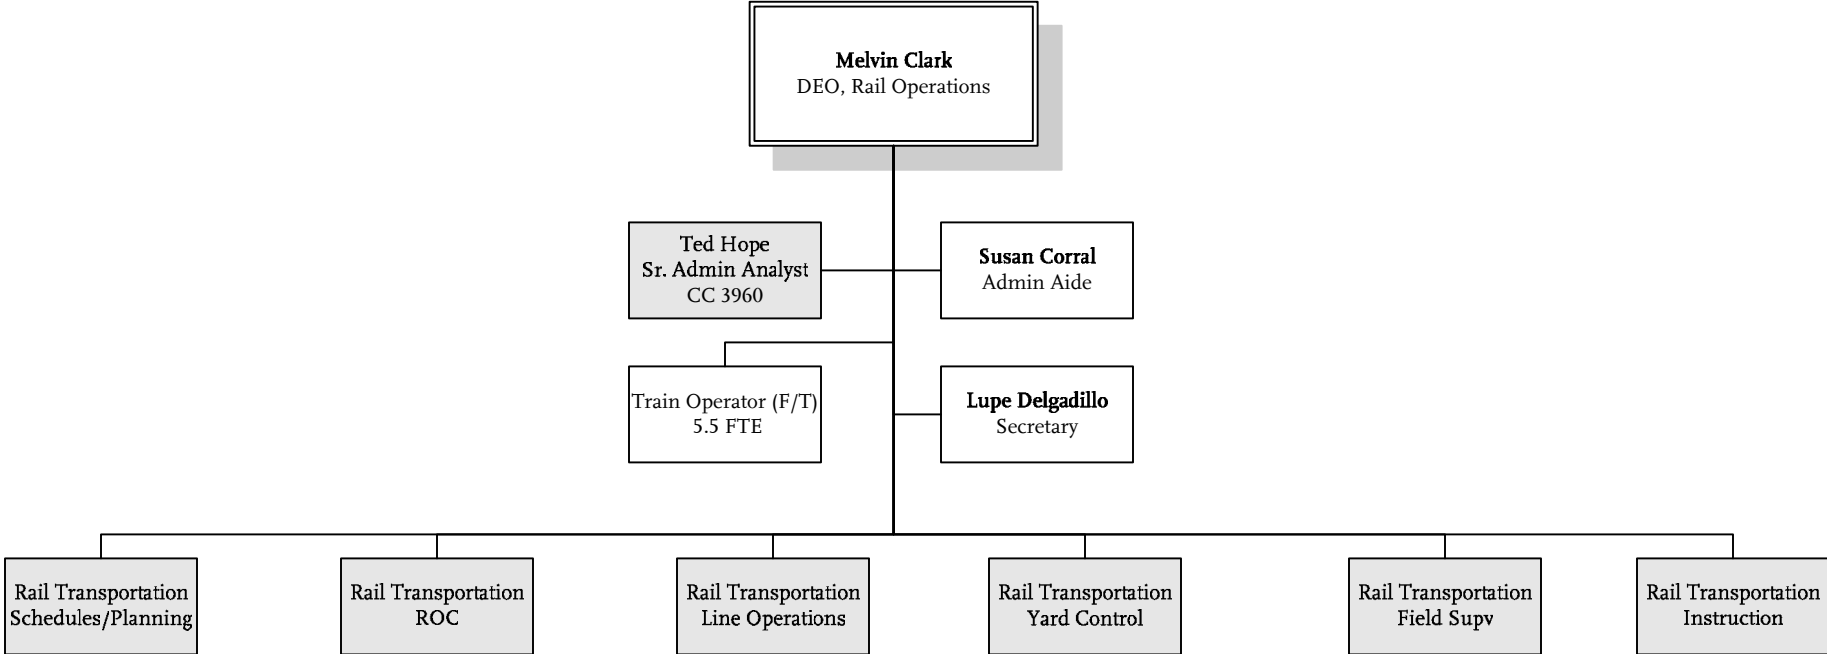 Melvin Clark
DEO, Rail Operations
Ted Hope
Sr. Admin Analyst
CC 3960
Susan Corral
Admin Aide
Train Operator (F/T)
5.5 FTE
Lupe Delgadillo
Secretary
Rail Transportation
Schedules/Planning
Rail Transportation
ROC
Rail Transportation
Line Operations
Rail Transportation
Yard Control
Rail Transportation
Field Supv
Rail Transportation
Instruction